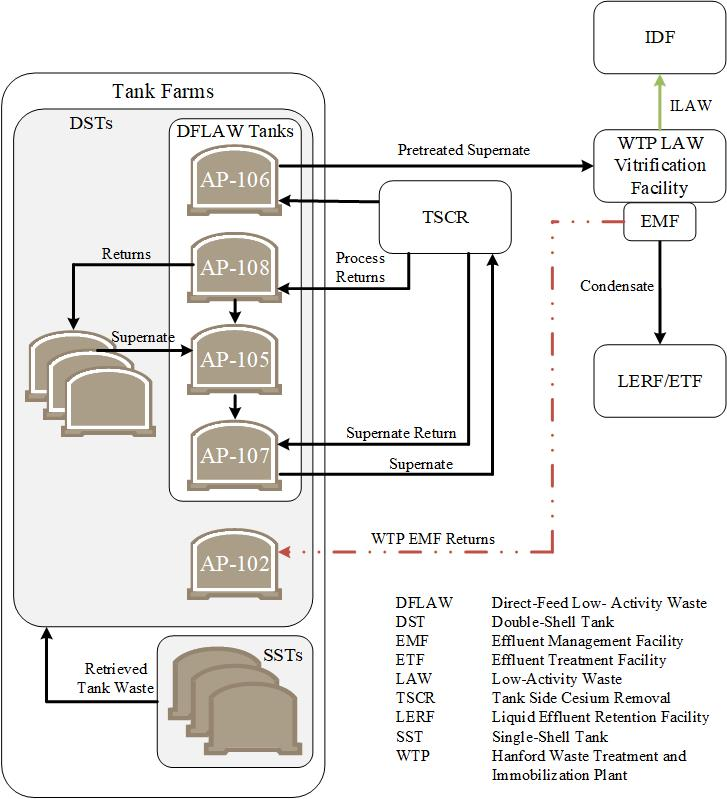 IDF
Tank Farms
ILAW
DSTs
DFLAW Tanks
Pretreated Supernate
WTP LAW
Vitrification
Facility
AP-106
TSCR
EMF
Returns
AP-108
Process
Returns
Condensate
Supernate
AP-105
LERF/ETF
Supernate Return
AP-107
Supernate
WTP EMF Returns
AP-102
DFLAW Direct-Feed Low- Activity Waste
DST Double-Shell Tank
EMF Effluent Management Facility
ETF Effluent Treatment Facility
LAW Low-Activity Waste
TSCR Tank Side Cesium Removal
LERF Liquid Effluent Retention Facility
SST Single-Shell Tank
WTP Hanford Waste Treatment and
Immobilization Plant
SSTs
Retrieved
Tank Waste